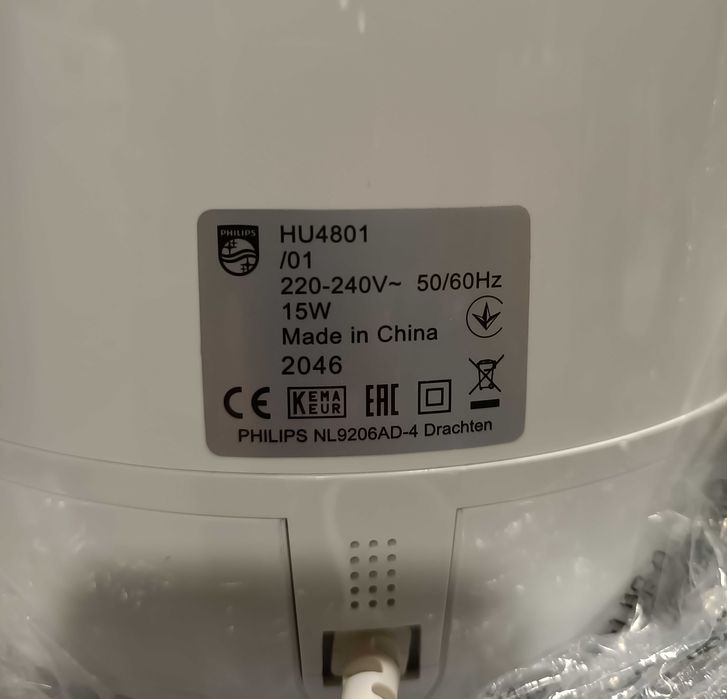 PHILIPS
HU4801
/01
220-240V~ 50/60Hz
15W
Made in China
2046
CE KEMA EUR EAC
PHILIPS NL9206AD-4 Drachten